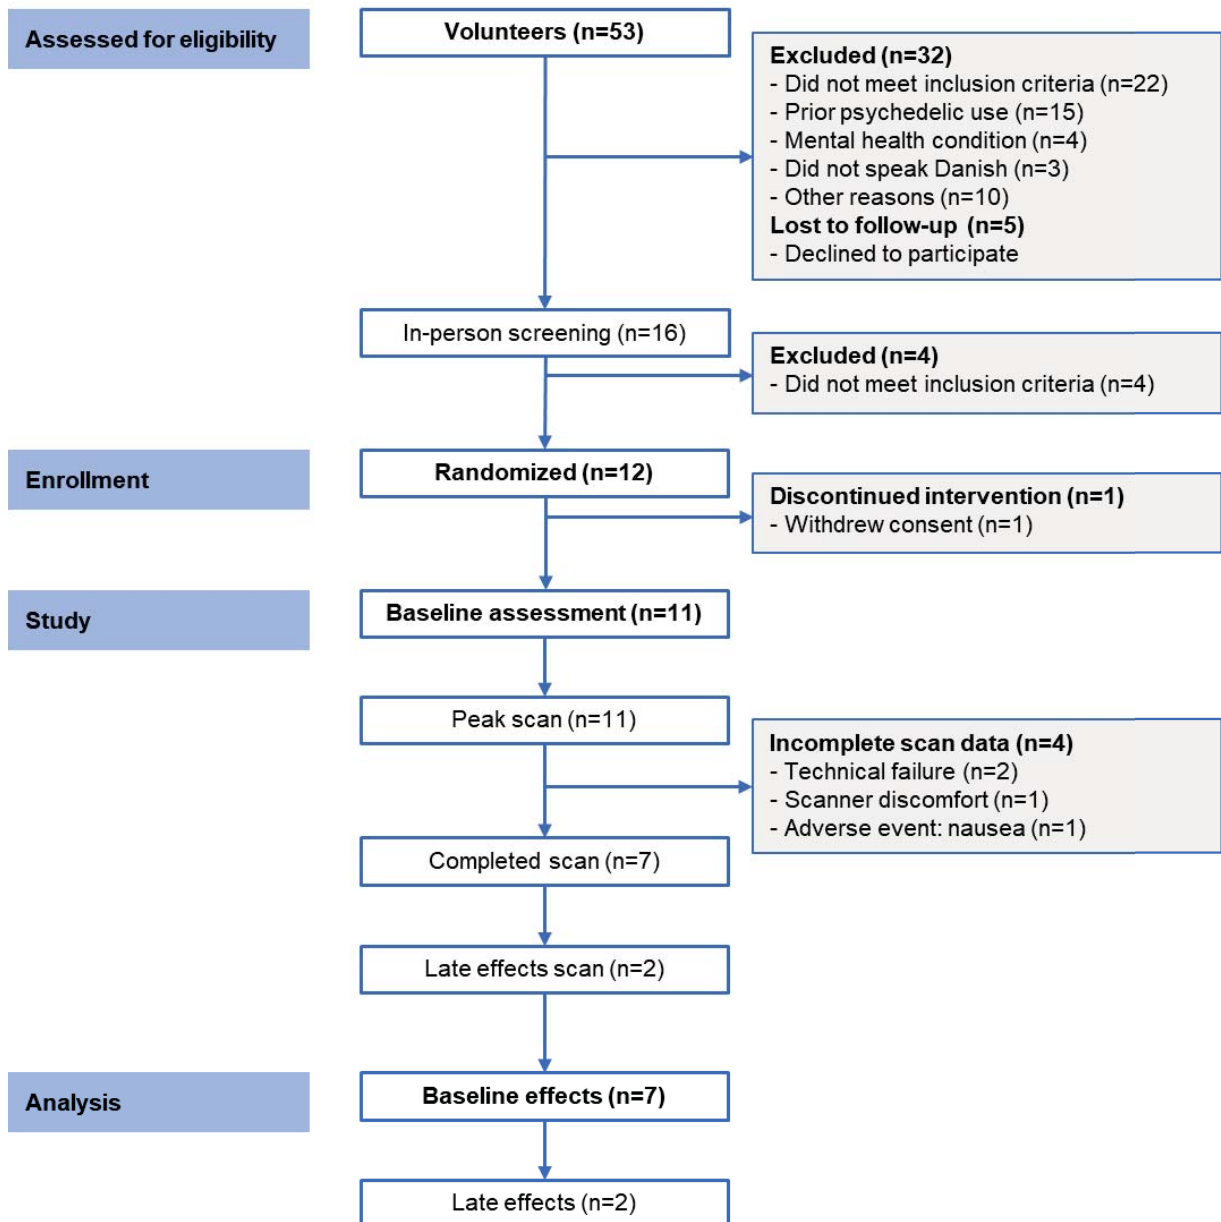 Assessed for eligibility
Volunteers (n=53)
Excluded (n=32)
- Did not meet inclusion criteria (n=22)
- Prior psychedelic use (n=15)
- Mental health condition (n=4)
- Did not speak Danish (n=3)
- Other reasons (n=10)
Lost to follow-up (n=5)
- Declined to participate
In-person screening (n=16)
Excluded (n=4)
- Did not meet inclusion criteria (n=4)
Enrollment
Randomized (n=12)
Discontinued intervention (n=1)
- Withdrew consent (n=1)
Study
Baseline assessment (n=11)
Peak scan (n=11)
Incomplete scan data (n=4)
- Technical failure (n=2)
- Scanner discomfort (n=1)
- Adverse event: nausea (n=1)
Completed scan (n=7)
Late effects scan (n=2)
Analysis
Baseline effects (n=7)
Late effects (n=2)